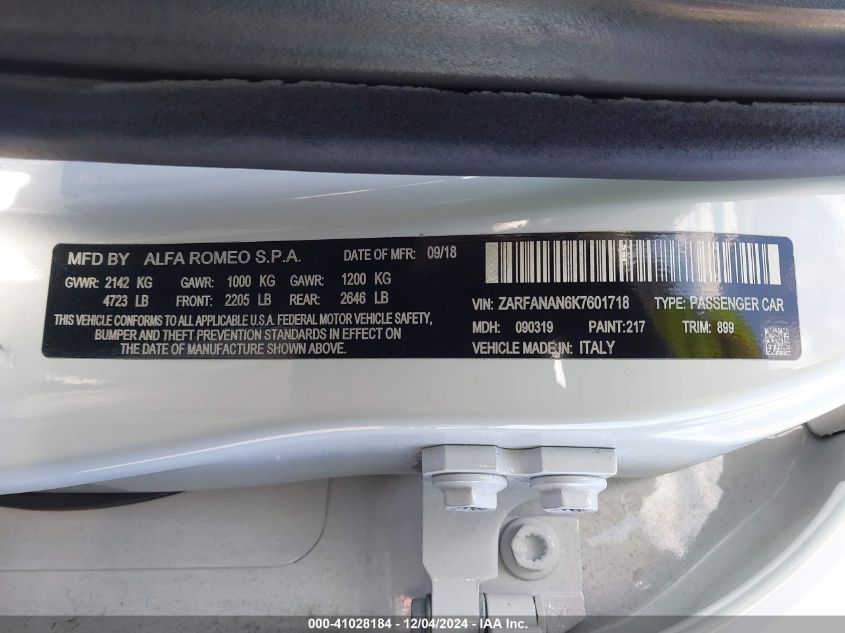 MFD BY ALFA ROMEO S.P.A. DATE OF MFR: 09/18
GVWR: 2142 KG GAWR: 1000 KG GAWR: 1200 KG
4723 LB FRONT: 2205 LB REAR: 2646 LB
THIS VEHICLE CONFORMS TO ALL APPLICABLE U.S.A. FEDERAL MOTOR VEHICLE SAFETY,
BUMPER AND THEFT PREVENTION STANDARDS IN EFFECT ON
THE DATE OF MANUFACTURE SHOWN ABOVE.
VIN: ZARFANAN6K7601718 TYPE: PASSENGER CAR
MDH: 090319 PAINT: 217 TRIM: 899
VEHICLE MADE IN: ITALY
000-41028184 - 12/04/2024 - IAA Inc.